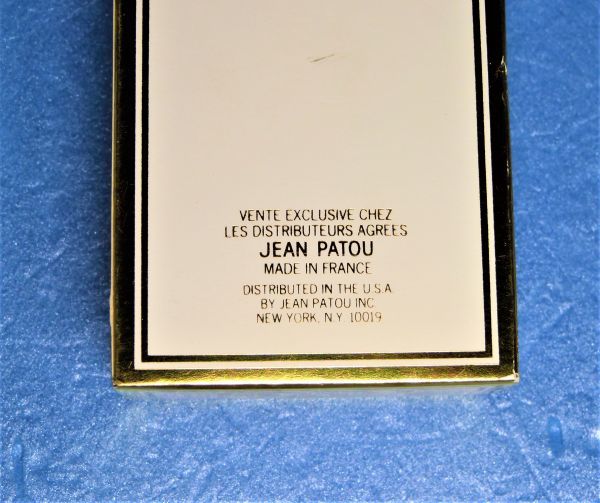 VENTE EXCLUSIVE CHEZ
LES DISTRIBUTEURS AGREES
JEAN PATOU
MADE IN FRANCE
DISTRIBUTED IN THE U.S.A.
BY JEAN PATOU INC
NEW YORK, N.Y. 10019